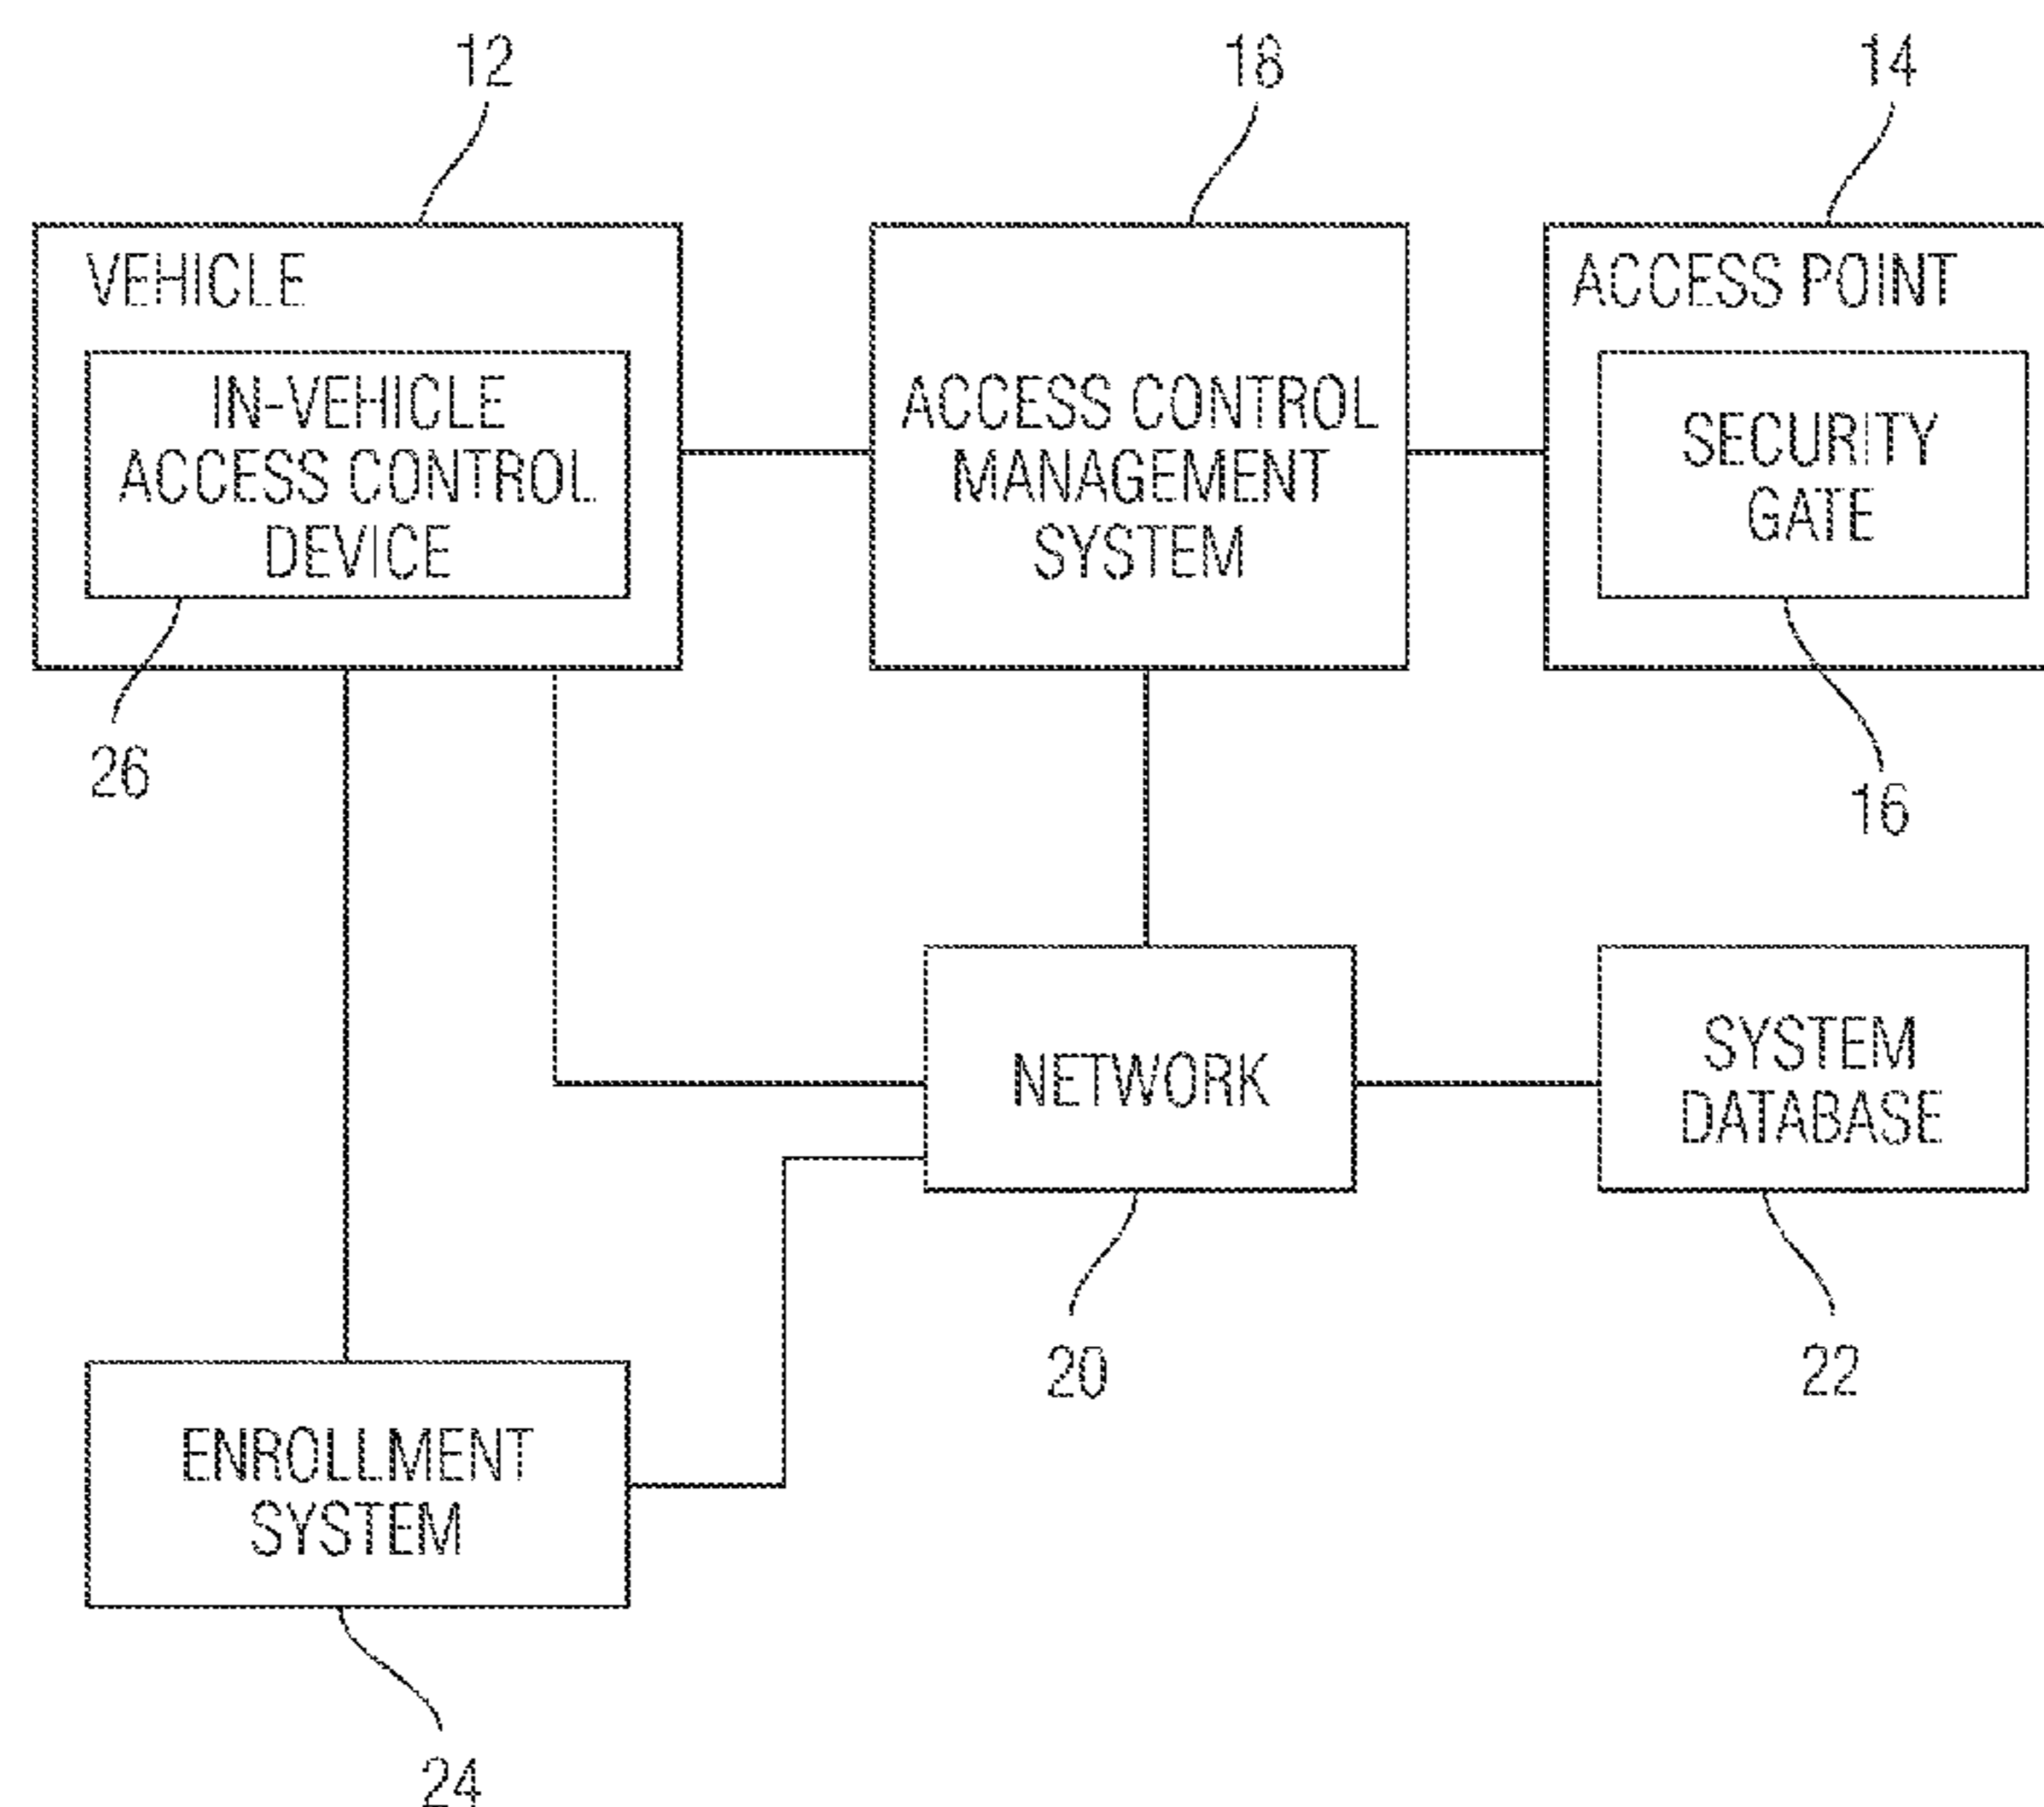 12
18
14
VEHICLE
IN-VEHICLE
ACCESS CONTROL
DEVICE
26
ACCESS CONTROL
MANAGEMENT
SYSTEM
ACCESS POINT
SECURITY
GATE
16
NETWORK
20
SYSTEM
DATABASE
22
ENROLLMENT
SYSTEM
24